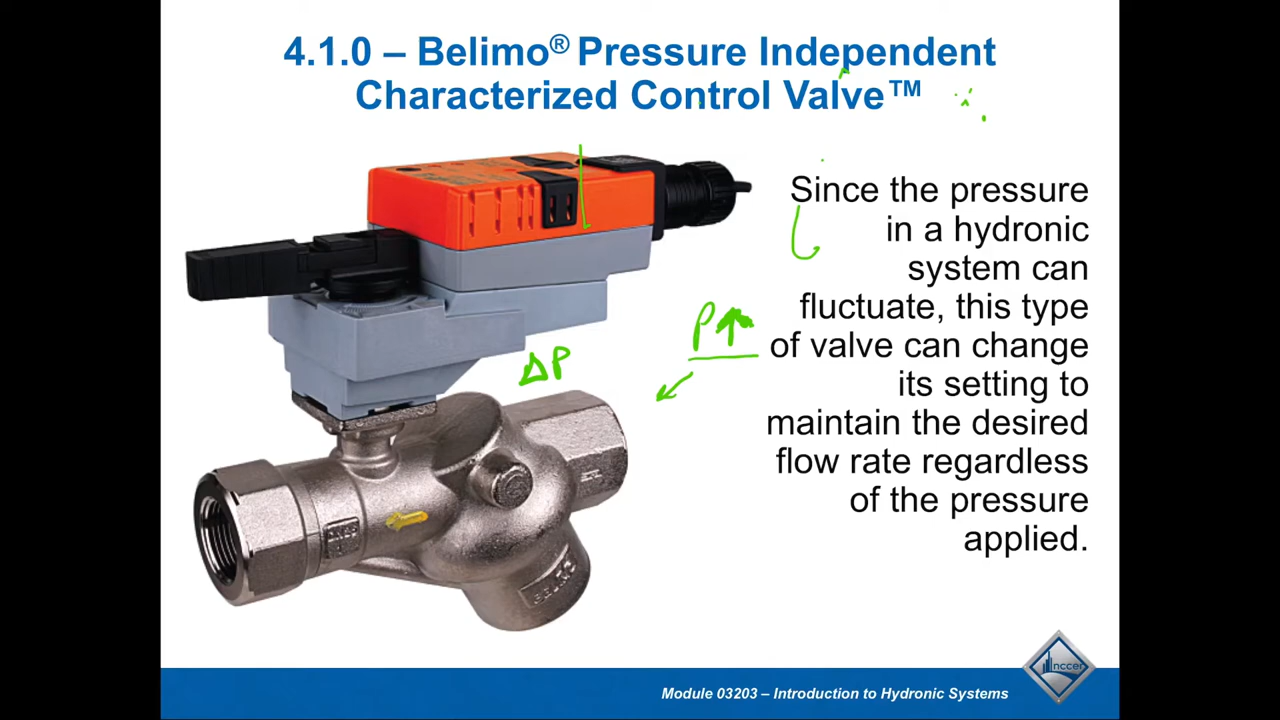 4.1.0 – Belimo® Pressure Independent
Characterized Control Valve™
Since the pressure
in a hydronic
system can
fluctuate, this type
of valve can change
its setting to
maintain the desired
flow rate regardless
of the pressure
applied.
P↑
ΔP
BELIMO
nccer
Module 03203 – Introduction to Hydronic Systems